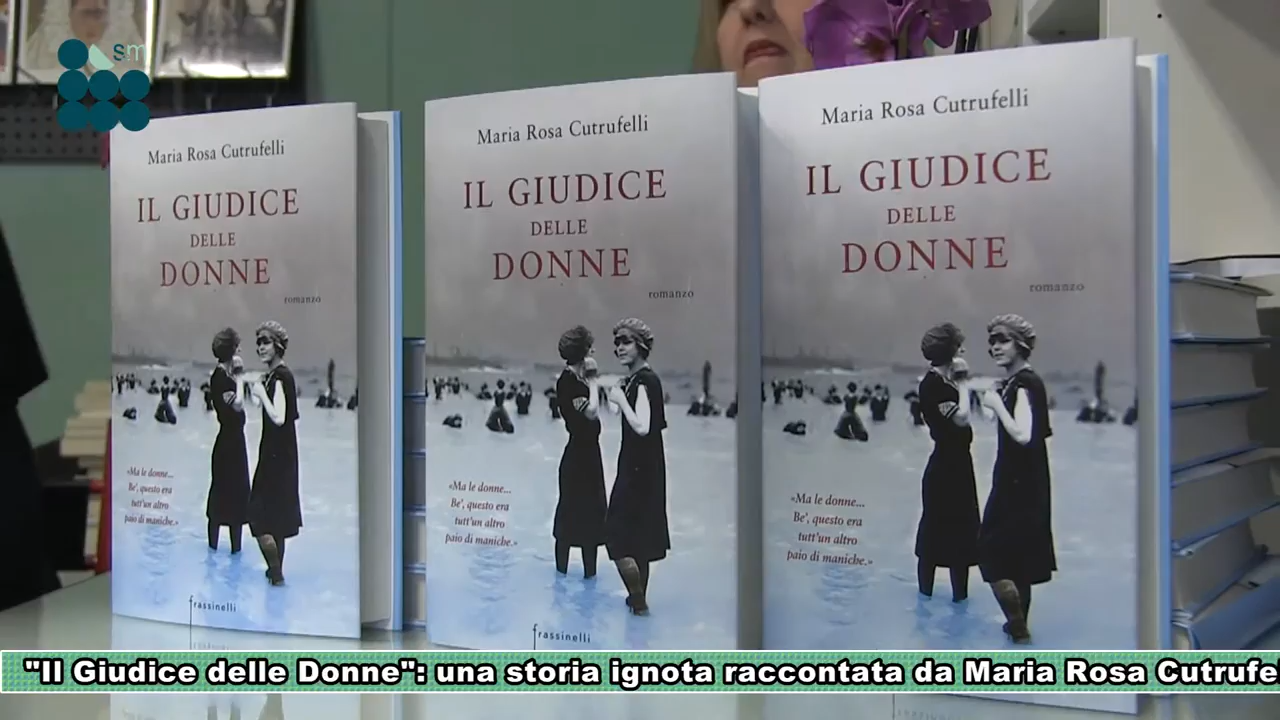 sm
Maria Rosa Cutrufelli
IL GIUDICE
DELLE
DONNE
romanzo
«Ma le donne...
Be', questo era
tutt'un altro
paio di maniche.»
frassinelli
Maria Rosa Cutrufelli
IL GIUDICE
DELLE
DONNE
romanzo
«Ma le donne...
Be', questo era
tutt'un altro
paio di maniche.»
frassinelli
Maria Rosa Cutrufelli
IL GIUDICE
DELLE
DONNE
romanzo
«Ma le donne...
Be', questo era
tutt'un altro
paio di maniche.»
"Il Giudice delle Donne": una storia ignota raccontata da Maria Rosa Cutrufe